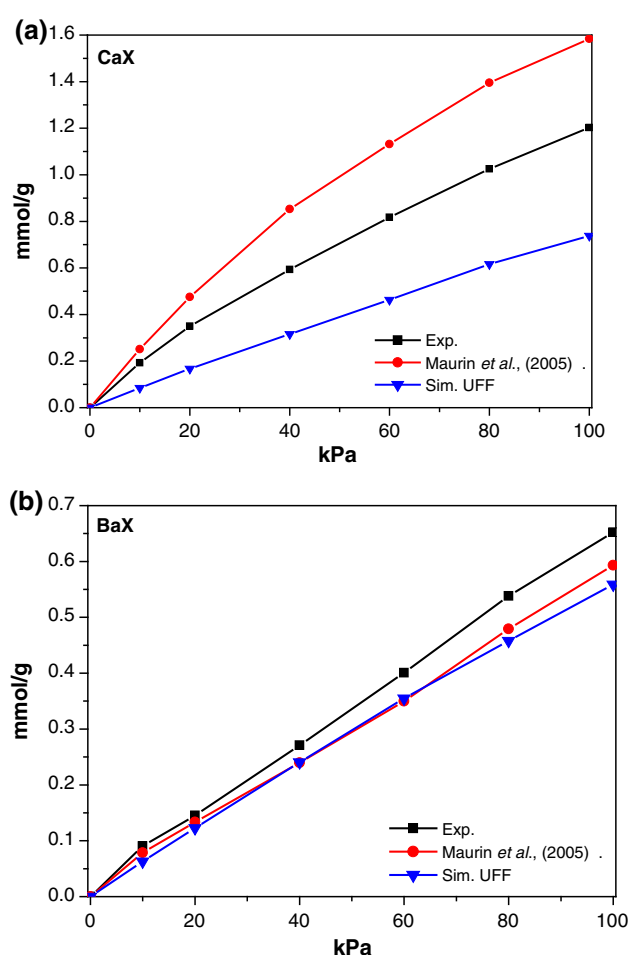 (a)
CaX
1.6
1.4
1.2
1.0
0.8
0.6
0.4
0.2
0.0
mmol/g
0 20 40 60 80 100
kPa
Exp.
Maurin et al., (2005) .
Sim. UFF
(b)
BaX
0.7
0.6
0.5
0.4
0.3
0.2
0.1
0.0
mmol/g
0 20 40 60 80 100
kPa
Exp.
Maurin et al., (2005) .
Sim. UFF